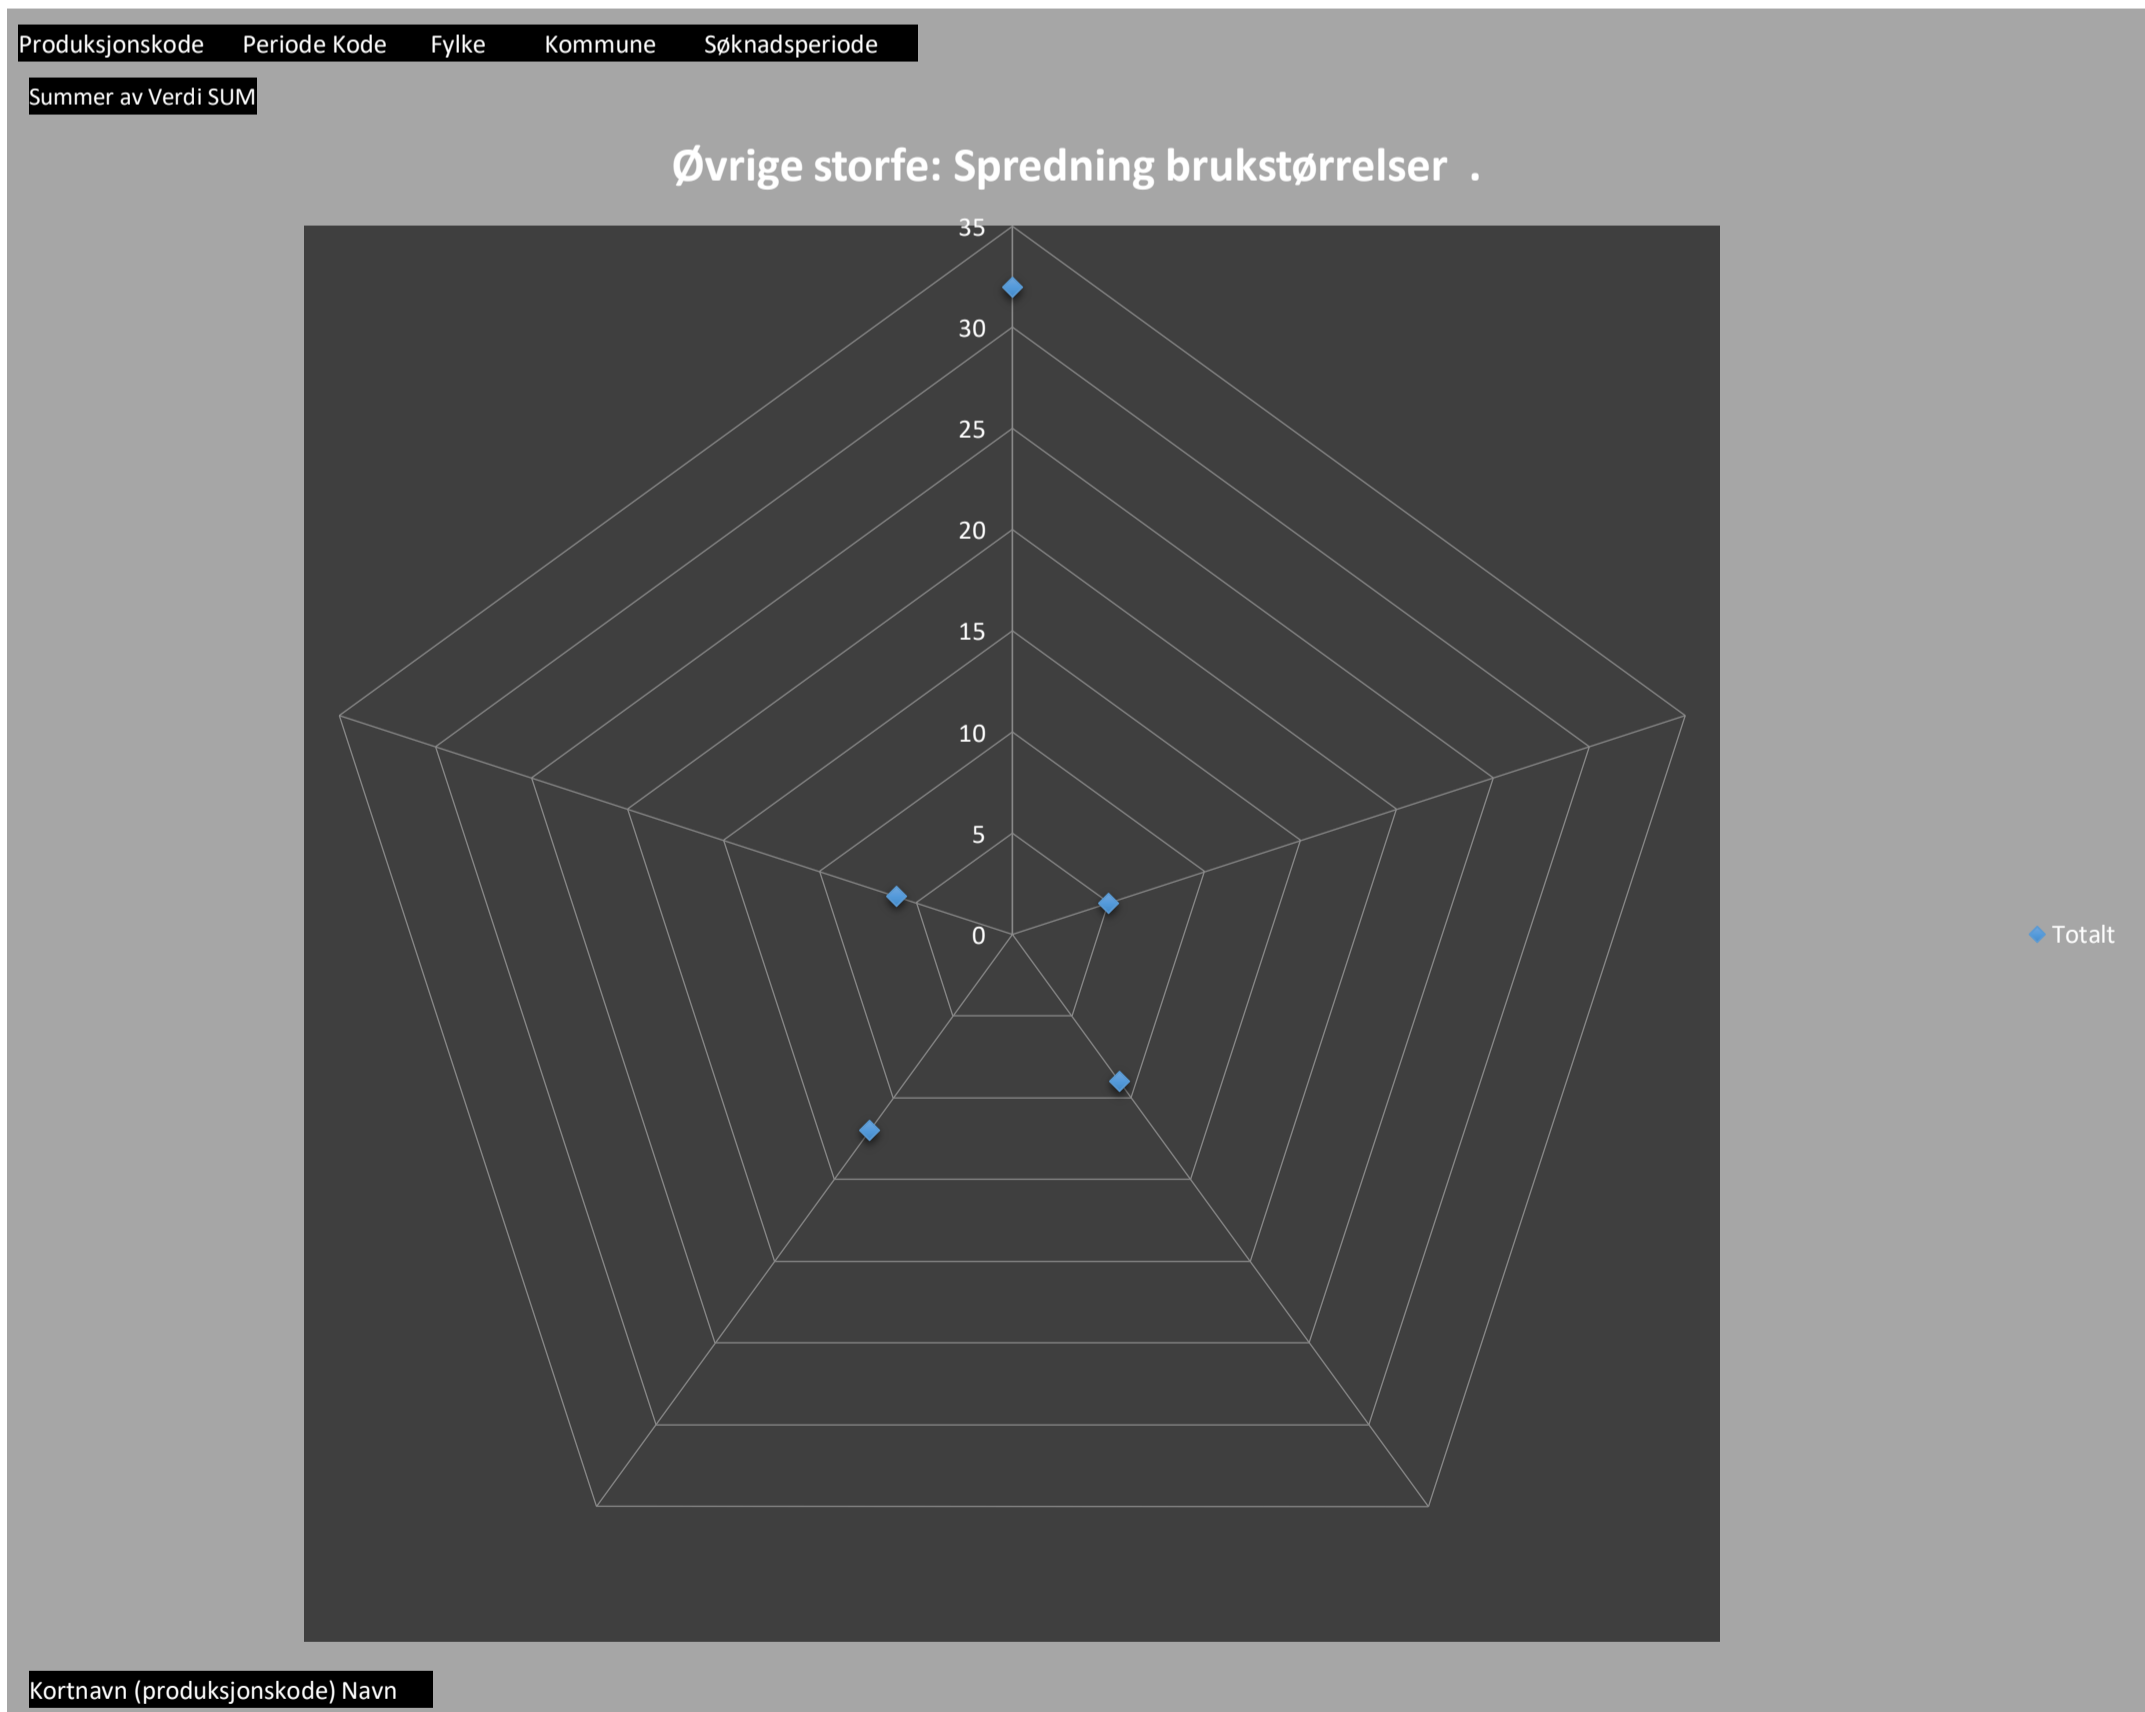 Produksjonskode Periode Kode Fylke Kommune Søknadsperiode
Summer av Verdi SUM
Øvrige storfe: Spredning brukstørrelser .
35
30
25
20
15
10
5
0
Totalt
Kortnavn (produksjonskode) Navn